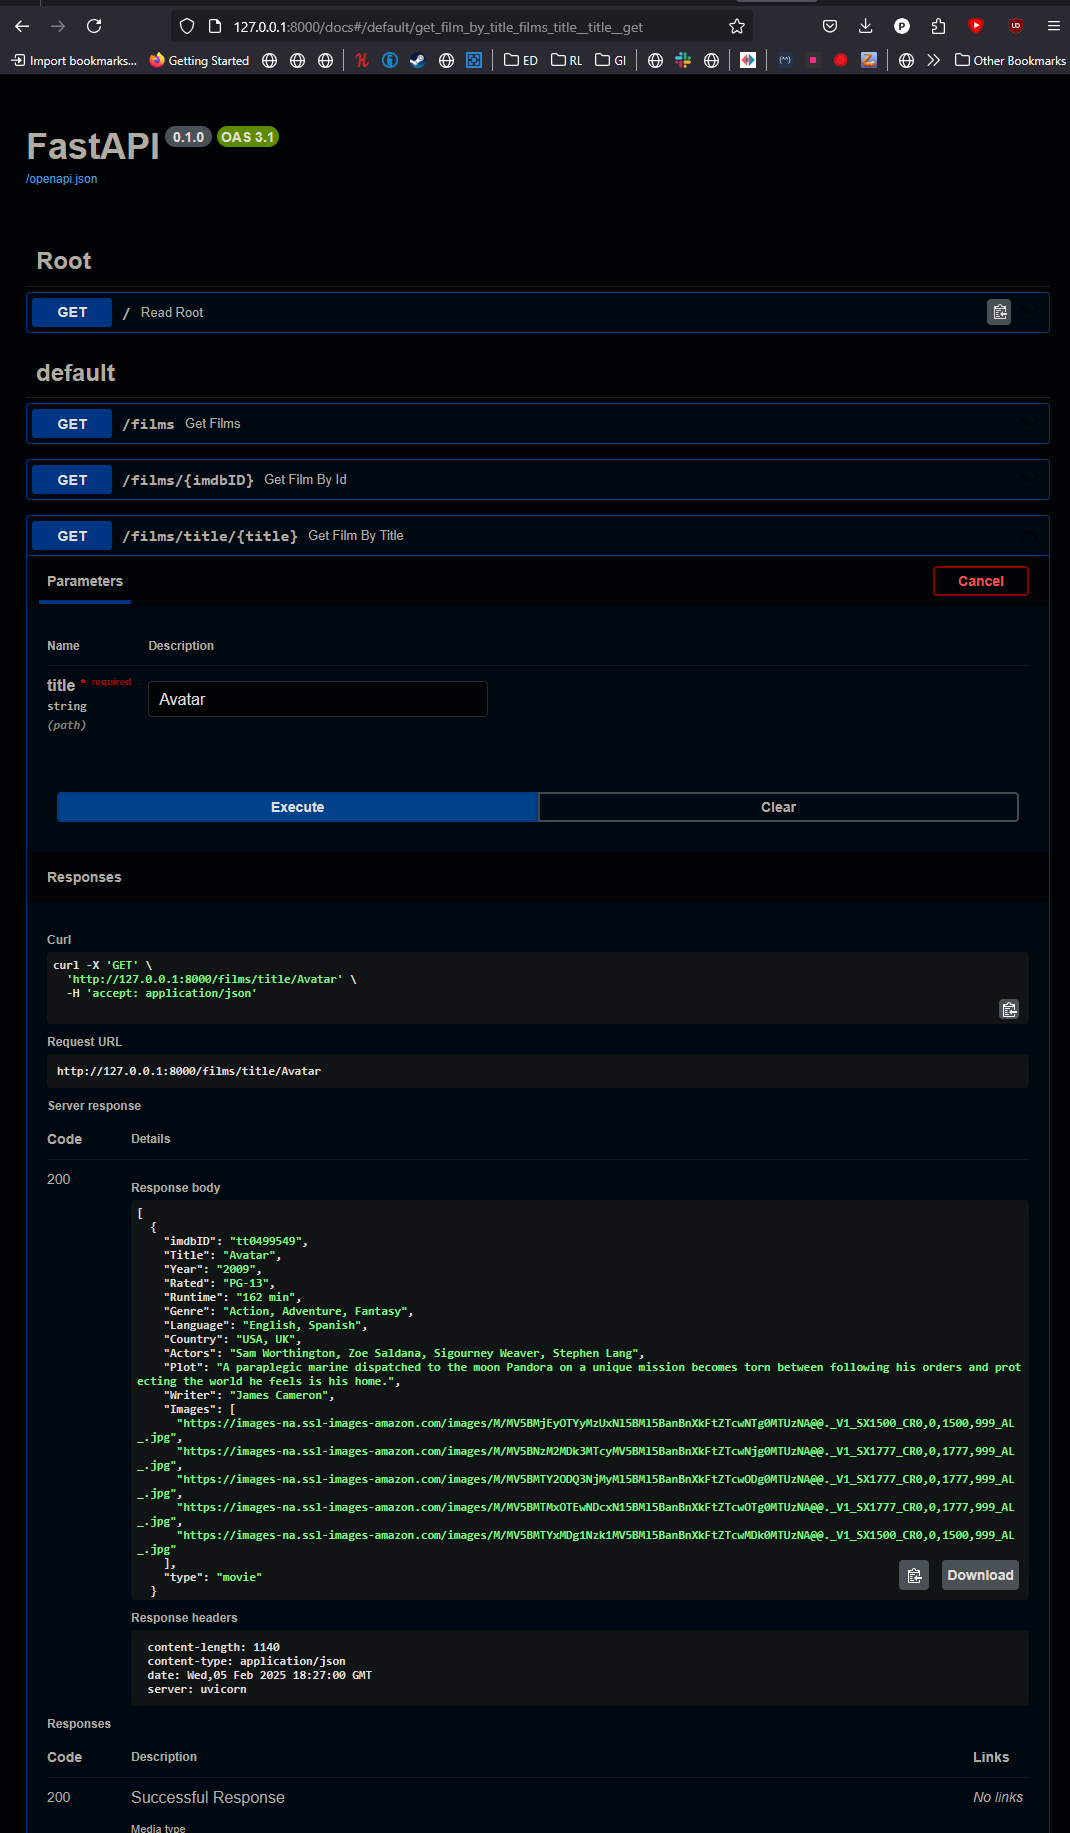 127.0.0.1:8000/docs#/default/get_film_by_title_films_title__title__get
Import bookmarks... Getting Started ED RL GI Other Bookmarks
FastAPI 0.1.0 OAS 3.1
/openapi.json
Root
GET / Read Root
default
GET /films Get Films
GET /films/{imdbID} Get Film By Id
GET /films/title/{title} Get Film By Title
Parameters Cancel
Name Description
title * required
string
(path)
Avatar
Execute Clear
Responses
Curl
curl -X 'GET' \
'http://127.0.0.1:8000/films/title/Avatar' \
-H 'accept: application/json'
Request URL
http://127.0.0.1:8000/films/title/Avatar
Server response
Code Details
200
Response body
[
{
"imdbID": "tt0499549",
"Title": "Avatar",
"Year": "2009",
"Rated": "PG-13",
"Runtime": "162 min",
"Genre": "Action, Adventure, Fantasy",
"Language": "English, Spanish",
"Country": "USA, UK",
"Actors": "Sam Worthington, Zoe Saldana, Sigourney Weaver, Stephen Lang",
"Plot": "A paraplegic marine dispatched to the moon Pandora on a unique mission becomes torn between following his orders and prot
ecting the world he feels is his home.",
"Writer": "James Cameron",
"Images": [
"https://images-na.ssl-images-amazon.com/images/M/MV5BMjEyOTYyMzUxNl5BMl5BanBnXkFtZTcwNTg0MTUzNA@@._V1_SX1500_CR0,0,1500,999_AL
_.jpg",
"https://images-na.ssl-images-amazon.com/images/M/MV5BNzM2MDk3MTcyMV5BMl5BanBnXkFtZTcwNjg0MTUzNA@@._V1_SX1777_CR0,0,1777,999_AL
_.jpg",
"https://images-na.ssl-images-amazon.com/images/M/MV5BMTY2ODQ3NjMyMl5BMl5BanBnXkFtZTcwODg0MTUzNA@@._V1_SX1777_CR0,0,1777,999_AL
_.jpg",
"https://images-na.ssl-images-amazon.com/images/M/MV5BMTMxOTEwNDcxN15BMl5BanBnXkFtZTcwOTg0MTUzNA@@._V1_SX1777_CR0,0,1777,999_AL
_.jpg",
"https://images-na.ssl-images-amazon.com/images/M/MV5BMTYxMDg1Nzk1MV5BMl5BanBnXkFtZTcwMDk0MTUzNA@@._V1_SX1500_CR0,0,1500,999_AL
_.jpg"
],
"type": "movie"
}
Download
Response headers
content-length: 1140
content-type: application/json
date: Wed,05 Feb 2025 18:27:00 GMT
server: uvicorn
Responses
Code Description Links
200 Successful Response No links
Media type